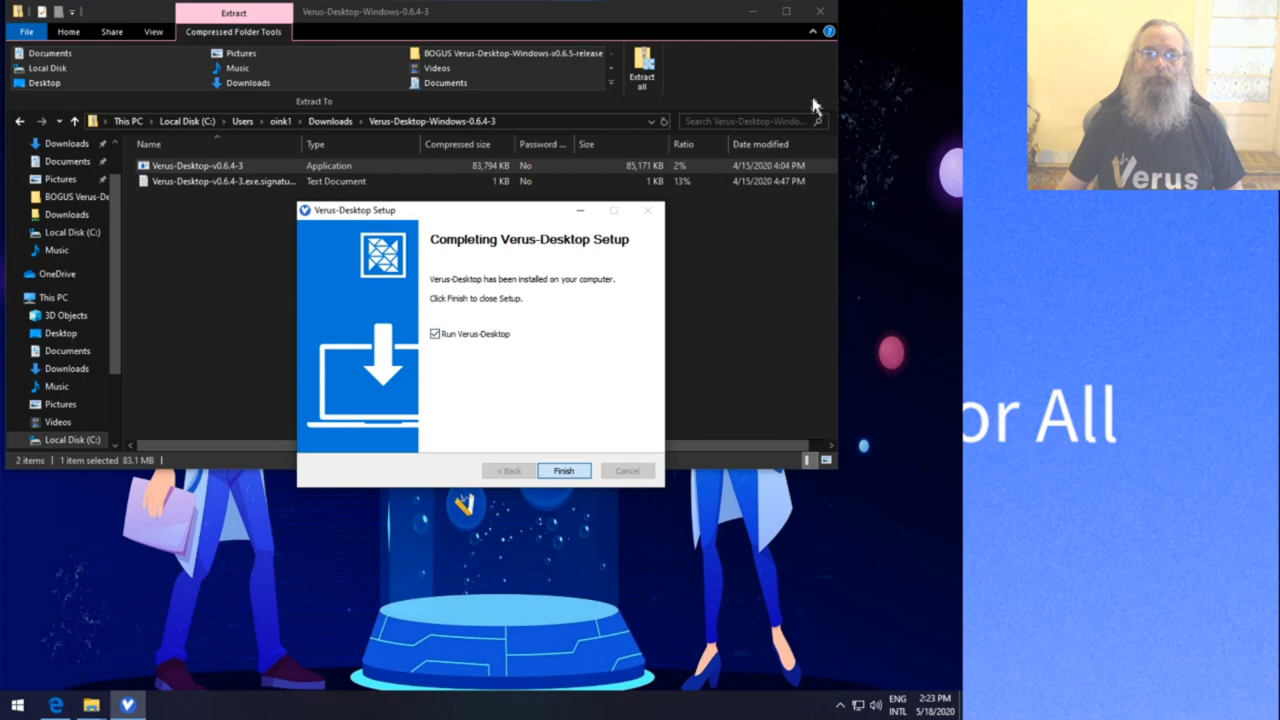 Extract
Verus-Desktop-Windows-0.6.4-3
File Home Share View Compressed Folder Tools
Documents Pictures BOGUS Verus-Desktop-Windows-v0.6.5-release
Local Disk Music Videos
Desktop Downloads Documents
Extract all
Extract To
This PC > Local Disk (C:) > Users > oink1 > Downloads > Verus-Desktop-Windows-0.6.4-3
Search Verus-Desktop-Windo...
Name Type Compressed size Password ... Size Ratio Date modified
Verus-Desktop-v0.6.4-3 Application 83,794 KB No 85,171 KB 2% 4/15/2020 4:04 PM
Verus-Desktop-v0.6.4-3.exe.signatu... Text Document 1 KB No 1 KB 13% 4/15/2020 4:47 PM
Downloads
Documents
Pictures
BOGUS Verus-De
Downloads
Local Disk (C:)
Music
OneDrive
This PC
3D Objects
Desktop
Documents
Downloads
Music
Pictures
Videos
Local Disk (C:)
2 items 1 item selected 83.1 MB
Verus-Desktop Setup
Completing Verus-Desktop Setup
Verus-Desktop has been installed on your computer.
Click Finish to close Setup.
Run Verus-Desktop
< Back Finish Cancel
Verus
or All
ENG
INTL
2:23 PM
5/18/2020